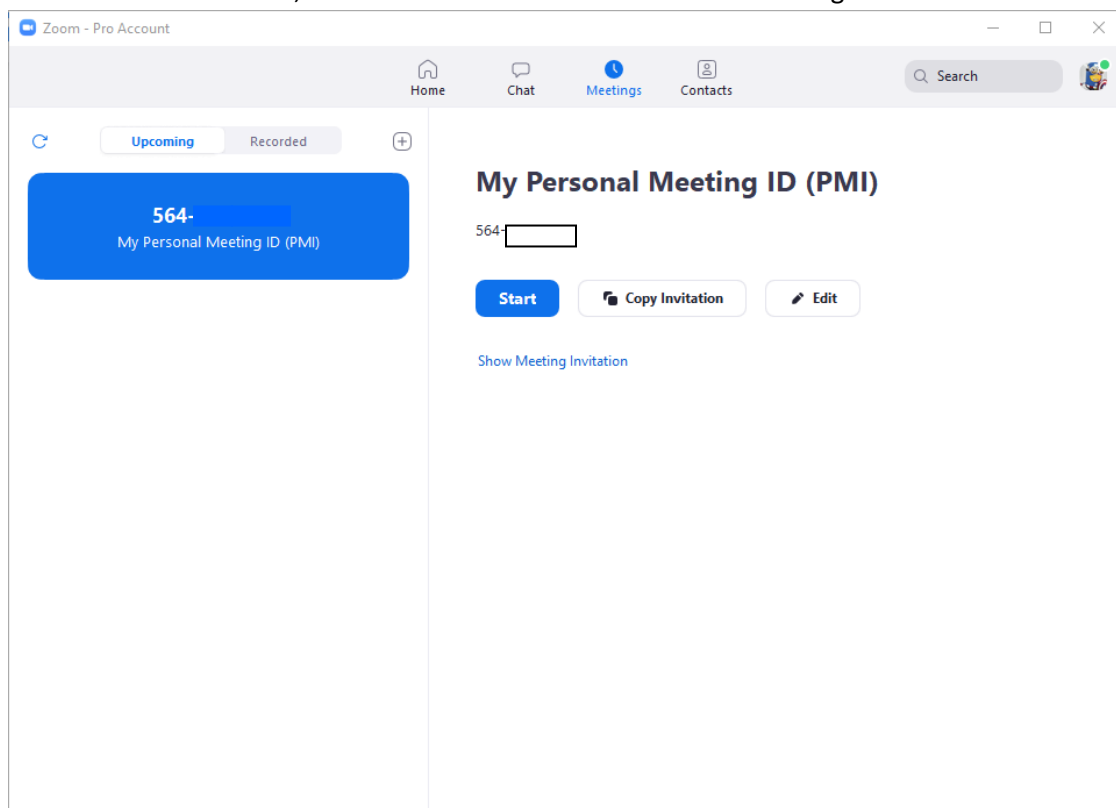 Zoom - Pro Account
Home
Chat
Meetings
Contacts
Search
Upcoming
Recorded
564-
My Personal Meeting ID (PMI)
My Personal Meeting ID (PMI)
564-
Start
Copy Invitation
Edit
Show Meeting Invitation